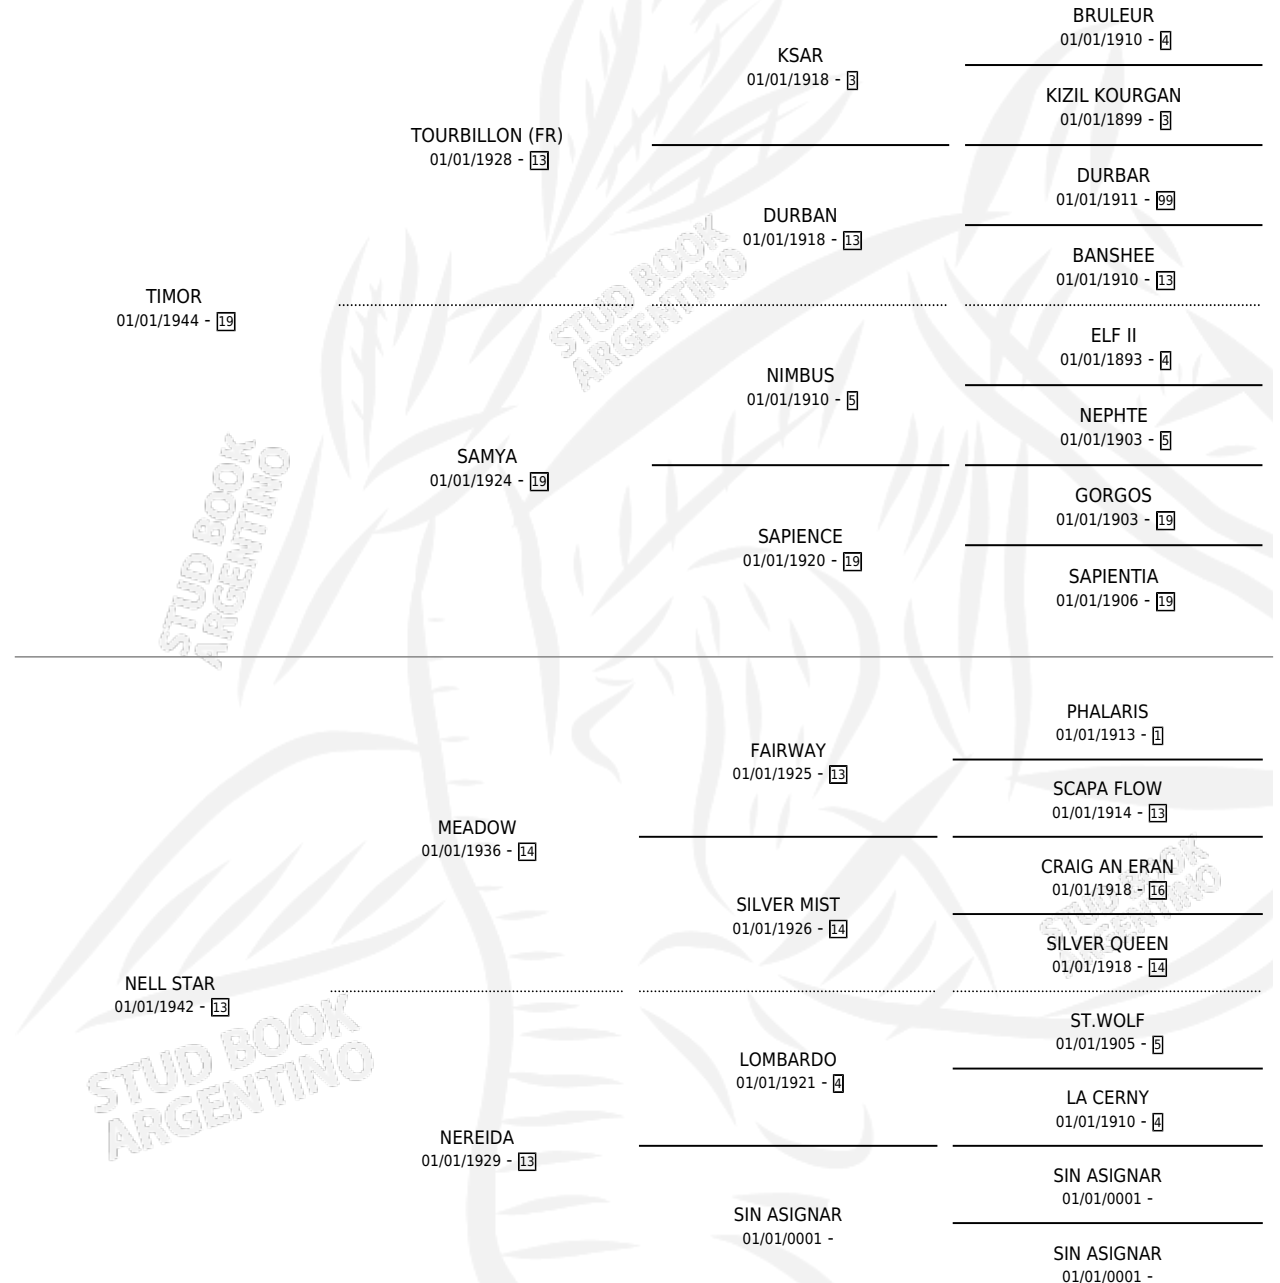 BRULEUR
01/01/1910 - 4
KSAR
01/01/1918 - 3
KIZIL KOURGAN
01/01/1899 - 3
TOURBILLON (FR)
01/01/1928 - 13
DURBAR
01/01/1911 - 99
DURBAN
01/01/1918 - 13
BANSHEE
01/01/1910 - 13
TIMOR
01/01/1944 - 19
ELF II
01/01/1893 - 4
NIMBUS
01/01/1910 - 5
NEPHTE
01/01/1903 - 5
SAMYA
01/01/1924 - 19
GORGOS
01/01/1903 - 19
SAPIENCE
01/01/1920 - 19
SAPIENTIA
01/01/1906 - 19
STUD BOOK
ARGENTINO
STUD BOOK
ARGENTINO
PHALARIS
01/01/1913 - 1
FAIRWAY
01/01/1925 - 13
SCAPA FLOW
01/01/1914 - 13
MEADOW
01/01/1936 - 14
CRAIG AN ERAN
01/01/1918 - 16
SILVER MIST
01/01/1926 - 14
SILVER QUEEN
01/01/1918 - 14
STUD BOOK
ARGENTINO
NELL STAR
01/01/1942 - 13
ST.WOLF
01/01/1905 - 5
LOMBARDO
01/01/1921 - 4
LA CERNY
01/01/1910 - 4
NEREIDA
01/01/1929 - 13
SIN ASIGNAR
01/01/0001 -
SIN ASIGNAR
01/01/0001 -
SIN ASIGNAR
01/01/0001 -
STUD BOOK
ARGENTINO